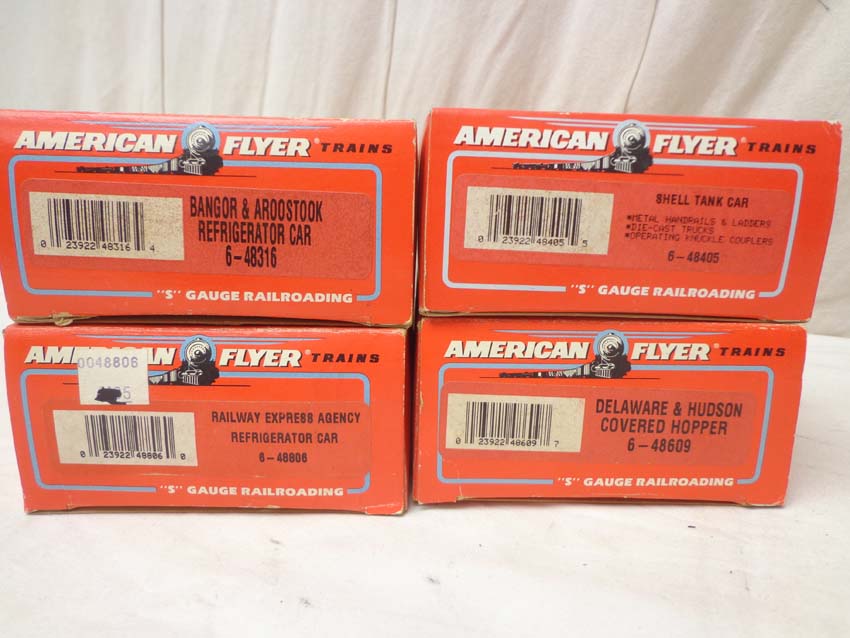 AMERICAN FLYER TRAINS
BANGOR & AROOSTOOK
REFRIGERATOR CAR
6-48316
0 23922 48316 4
"S" GAUGE RAILROADING
AMERICAN FLYER TRAINS
SHELL TANK CAR
*METAL HANDRAILS & LADDERS
*DIE-CAST TRUCKS
*OPERATING KNUCKLE COUPLERS
6-48405
0 23922 48405 5
"S" GAUGE RAILROADING
AMERICAN FLYER TRAINS
0048806
RAILWAY EXPRESS AGENCY
REFRIGERATOR CAR
6-48806
0 23922 48806 0
"S" GAUGE RAILROADING
AMERICAN FLYER TRAINS
DELAWARE & HUDSON
COVERED HOPPER
6-48609
0 23922 48609 7
"S" GAUGE RAILROADING